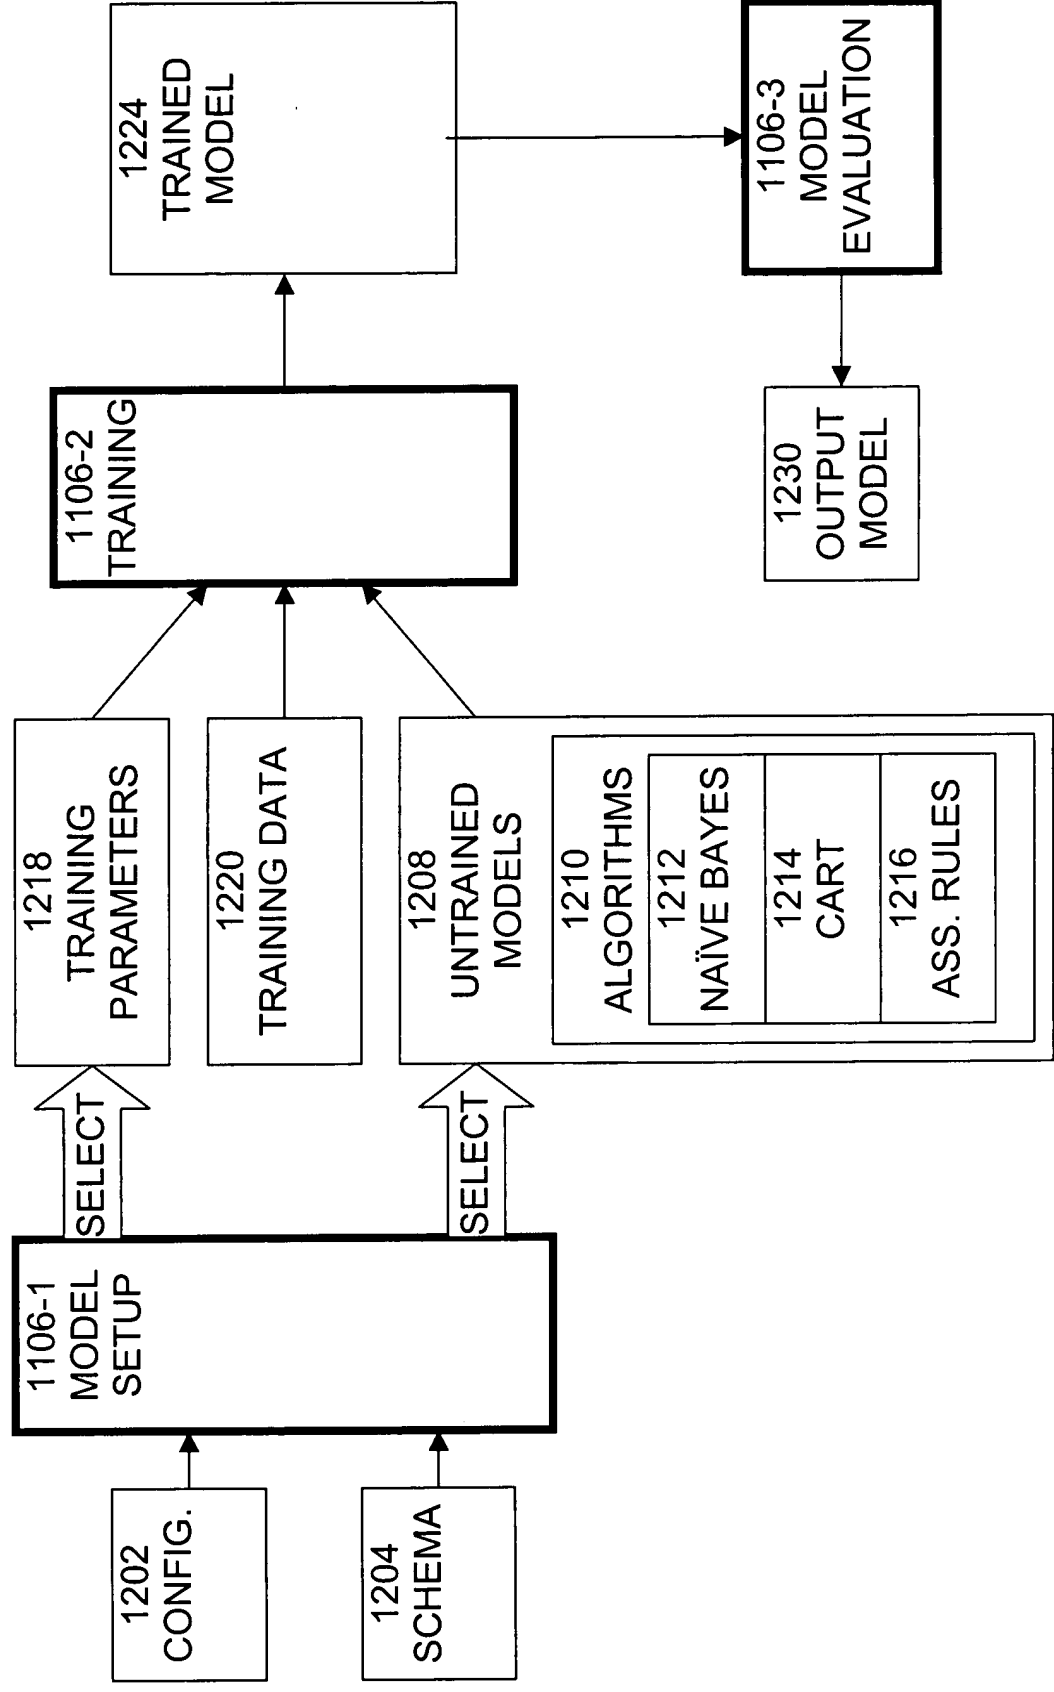 1202
CONFIG.
1204
SCHEMA
1106-1
MODEL
SETUP
SELECT
SELECT
1218
TRAINING
PARAMETERS
1220
TRAINING DATA
1208
UNTRAINED
MODELS
1210
ALGORITHMS
1212
NAÏVE BAYES
1214
CART
1216
ASS. RULES
1106-2
TRAINING
1224
TRAINED
MODEL
1106-3
MODEL
EVALUATION
1230
OUTPUT
MODEL